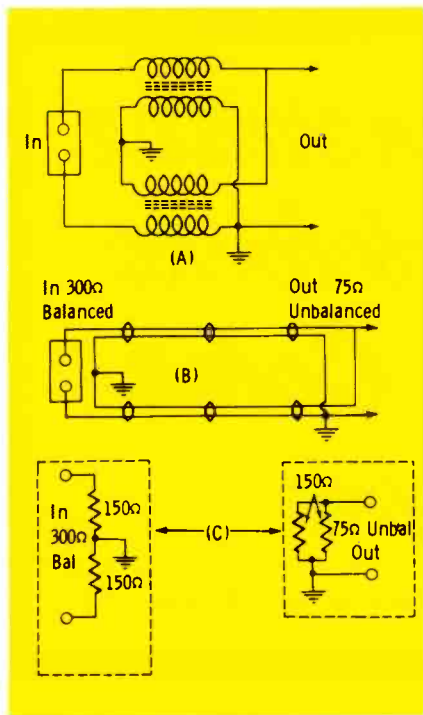 In
Out
(A)
In 300Ω
Balanced
Out 75Ω
Unbalanced
(B)
In
300Ω
Bal
150Ω
150Ω
(C)
150Ω
75Ω Unbal
Out